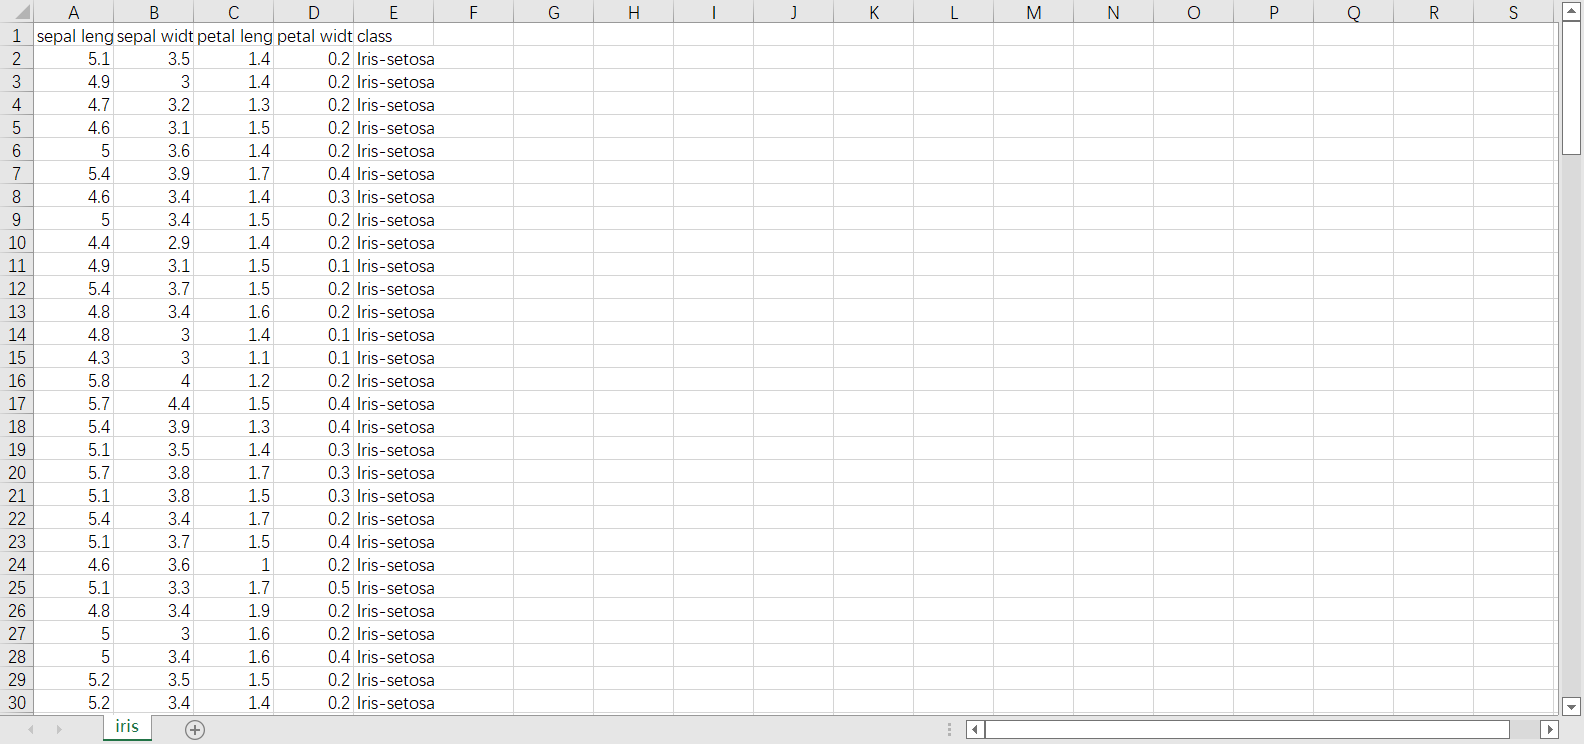 A B C D E F G H I J K L M N O P Q R S
1 sepal leng sepal widt petal leng petal widt class
2 5.1 3.5 1.4 0.2 Iris-setosa
3 4.9 3 1.4 0.2 Iris-setosa
4 4.7 3.2 1.3 0.2 Iris-setosa
5 4.6 3.1 1.5 0.2 Iris-setosa
6 5 3.6 1.4 0.2 Iris-setosa
7 5.4 3.9 1.7 0.4 Iris-setosa
8 4.6 3.4 1.4 0.3 Iris-setosa
9 5 3.4 1.5 0.2 Iris-setosa
10 4.4 2.9 1.4 0.2 Iris-setosa
11 4.9 3.1 1.5 0.1 Iris-setosa
12 5.4 3.7 1.5 0.2 Iris-setosa
13 4.8 3.4 1.6 0.2 Iris-setosa
14 4.8 3 1.4 0.1 Iris-setosa
15 4.3 3 1.1 0.1 Iris-setosa
16 5.8 4 1.2 0.2 Iris-setosa
17 5.7 4.4 1.5 0.4 Iris-setosa
18 5.4 3.9 1.3 0.4 Iris-setosa
19 5.1 3.5 1.4 0.3 Iris-setosa
20 5.7 3.8 1.7 0.3 Iris-setosa
21 5.1 3.8 1.5 0.3 Iris-setosa
22 5.4 3.4 1.7 0.2 Iris-setosa
23 5.1 3.7 1.5 0.4 Iris-setosa
24 4.6 3.6 1 0.2 Iris-setosa
25 5.1 3.3 1.7 0.5 Iris-setosa
26 4.8 3.4 1.9 0.2 Iris-setosa
27 5 3 1.6 0.2 Iris-setosa
28 5 3.4 1.6 0.4 Iris-setosa
29 5.2 3.5 1.5 0.2 Iris-setosa
30 5.2 3.4 1.4 0.2 Iris-setosa
iris